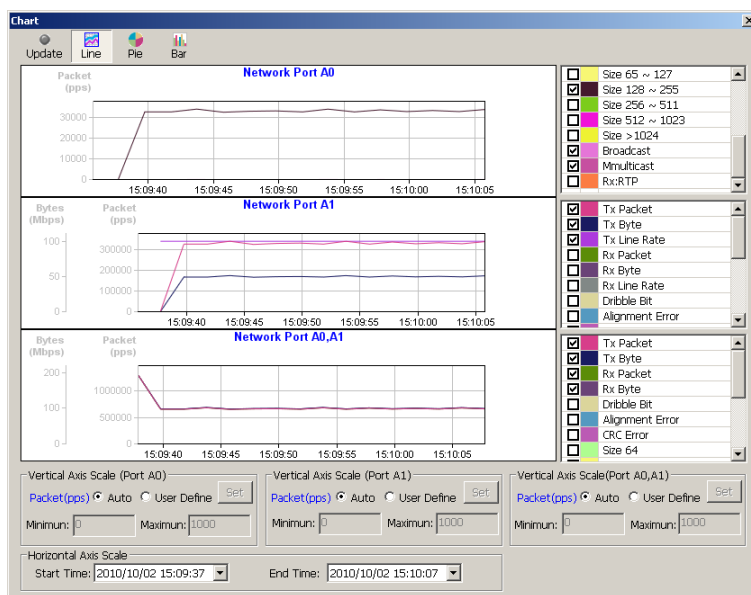 Chart
Update Line Pie Bar
Network Port A0
Packet
(pps)
30000
20000
10000
0
15:09:40 15:09:45 15:09:50 15:09:55 15:10:00 15:10:05
Size 65 ~ 127
Size 128 ~ 255
Size 256 ~ 511
Size 512 ~ 1023
Size >1024
Broadcast
Mmulticast
Rx:RTP
Network Port A1
Bytes
(Mbps)
Packet
(pps)
100
50
0
300000
200000
100000
0
15:09:40 15:09:45 15:09:50 15:09:55 15:10:00 15:10:05
Tx Packet
Tx Byte
Tx Line Rate
Rx Packet
Rx Byte
Rx Line Rate
Dribble Bit
Alignment Error
Network Port A0,A1
Bytes
(Mbps)
Packet
(pps)
200
100
0
1000000
500000
0
15:09:40 15:09:45 15:09:50 15:09:55 15:10:00 15:10:05
Tx Packet
Tx Byte
Rx Packet
Rx Byte
Dribble Bit
Alignment Error
CRC Error
Size 64
Vertical Axis Scale (Port A0)
Packet(pps) Auto User Define Set
Minimun: 0 Maximun: 1000
Vertical Axis Scale (Port A1)
Packet(pps) Auto User Define Set
Minimun: 0 Maximun: 1000
Vertical Axis Scale(Port A0,A1)
Packet(pps) Auto User Define Set
Minimun: 0 Maximun: 1000
Horizontal Axis Scale
Start Time: 2010/10/02 15:09:37 End Time: 2010/10/02 15:10:07